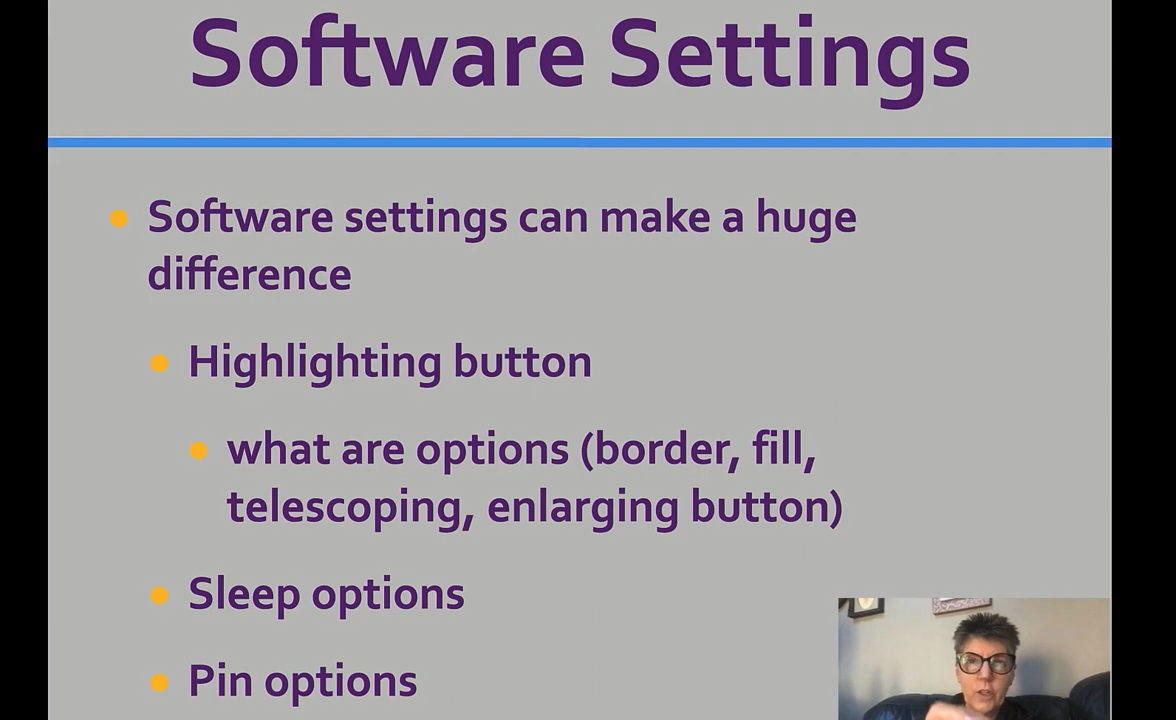 Software Settings
Software settings can make a huge
difference
Highlighting button
what are options (border, fill,
telescoping, enlarging button)
Sleep options
Pin options